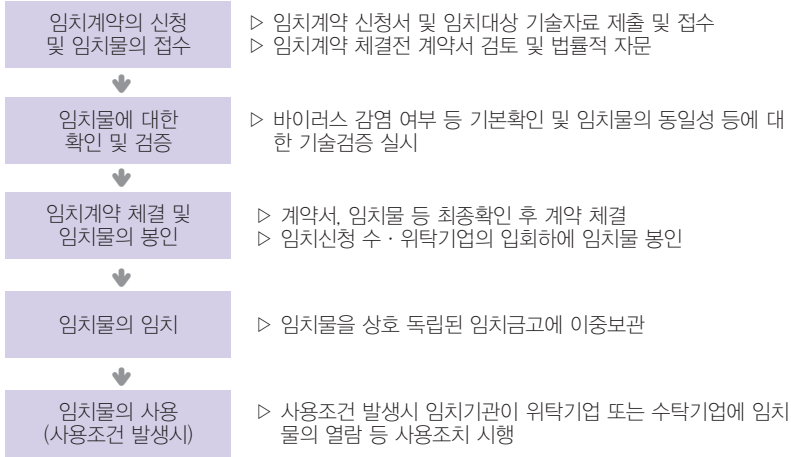 임치계약의 신청
및 임치물의 접수
▷ 임치계약 신청서 및 임치대상 기술자료 제출 및 접수
▷ 임치계약 체결전 계약서 검토 및 법률적 자문
임치물에 대한
확인 및 검증
▷ 바이러스 감염 여부 등 기본확인 및 임치물의 동일성 등에 대
한 기술검증 실시
임치계약 체결 및
임치물의 봉인
▷ 계약서, 임치물 등 최종확인 후 계약 체결
▷ 임치신청 수 · 위탁기업의 입회하에 임치물 봉인
임치물의 임치
▷ 임치물을 상호 독립된 임치금고에 이중보관
임치물의 사용
(사용조건 발생시)
▷ 사용조건 발생시 임치기관이 위탁기업 또는 수탁기업에 임치
물의 열람 등 사용조치 시행